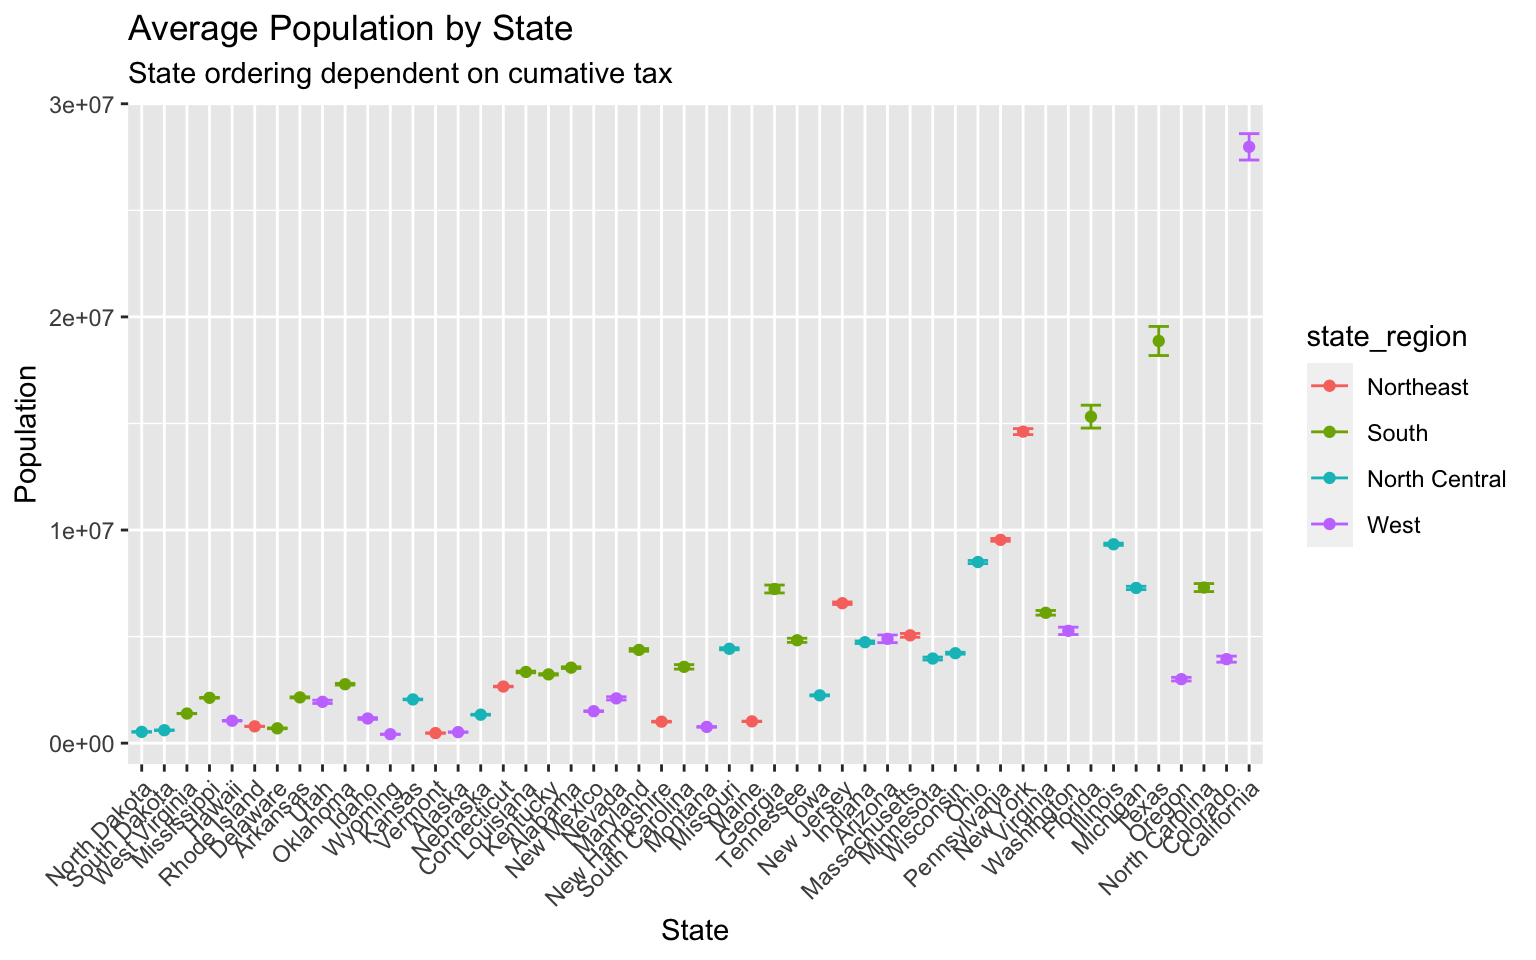 Average Population by State
State ordering dependent on cumative tax
3e+07
2e+07
1e+07
0e+00
Population
North Dakota
South Dakota
West Virginia
Mississippi
Hawaii
Rhode Island
Delaware
Arkansas
Utah
Oklahoma
Idaho
Wyoming
Kansas
Vermont
Alaska
Nebraska
Connecticut
Louisiana
Kentucky
Alabama
New Mexico
Nevada
Maryland
New Hampshire
South Carolina
Montana
Missouri
Maine
Georgia
Tennessee
Iowa
New Jersey
Indiana
Arizona
Massachusetts
Minnesota
Wisconsin
Ohio
Pennsylvania
New York
Virginia
Washington
Florida
Illinois
Michigan
Texas
Oregon
North Carolina
Colorado
California
State
state_region
Northeast
South
North Central
West